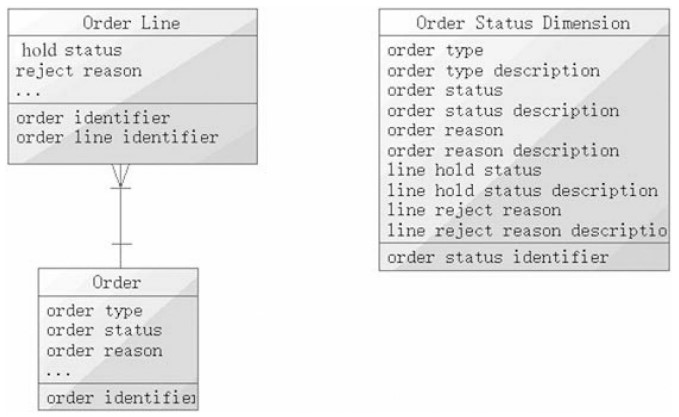 Order Line
hold status
reject reason
...
order identifier
order line identifier
Order
order type
order status
order reason
...
order identifier
Order Status Dimension
order type
order type description
order status
order status description
order reason
order reason description
line hold status
line hold status description
line reject reason
line reject reason descriptio
order status identifier